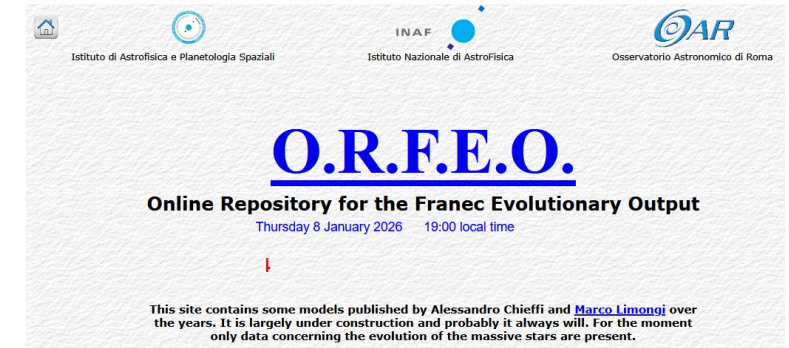 INAF
OAR
Istituto di Astrofisica e Planetologia Spaziali
Istituto Nazionale di AstroFisica
Osservatorio Astronomico di Roma
O.R.F.E.O.
Online Repository for the Franec Evolutionary Output
Thursday 8 January 2026 19:00 local time
This site contains some models published by Alessandro Chieffi and Marco Limongi over
the years. It is largely under construction and probably it always will. For the moment
only data concerning the evolution of the massive stars are present.